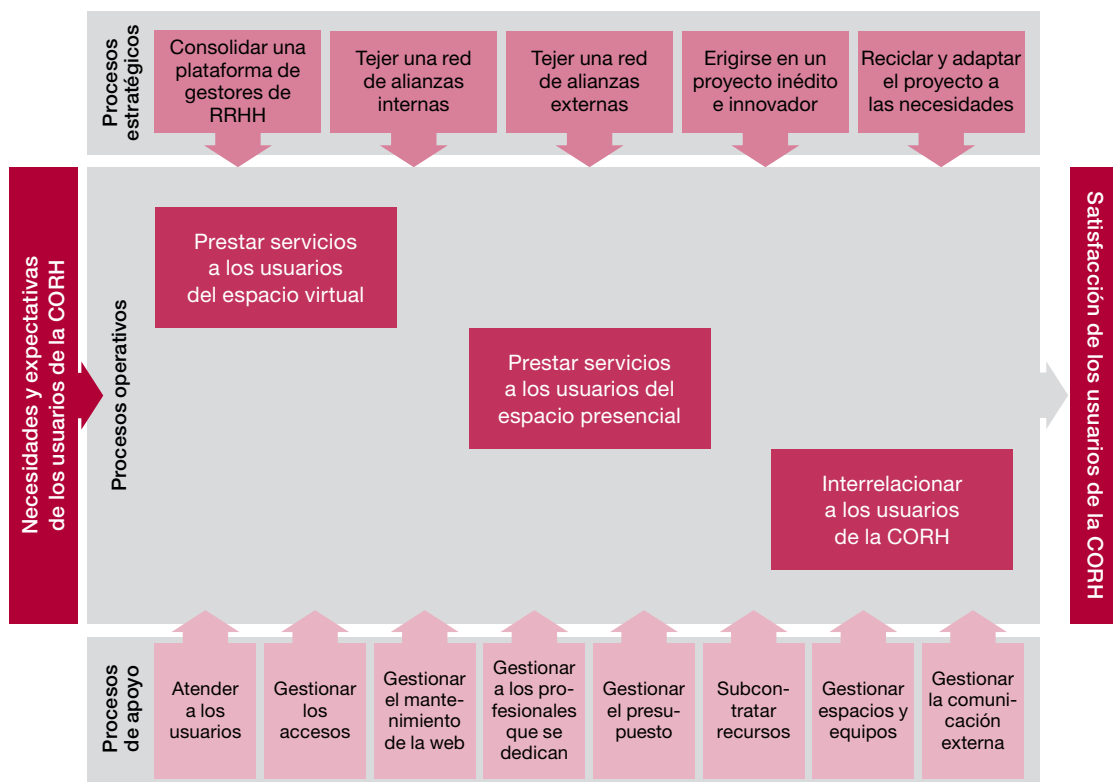 Procesos
estratégicos
Consolidar una
plataforma de
gestores de
RRHH
Tejer una red
de alianzas
internas
Tejer una red
de alianzas
externas
Erigirse en un
proyecto inédito
e innovador
Reciclar y adaptar
el proyecto a
las necesidades
Necesidades y expectativas
de los usuarios de la CORH
Procesos operativos
Prestar servicios
a los usuarios
del espacio virtual
Prestar servicios
a los usuarios del
espacio presencial
Interrelacionar
a los usuarios
de la CORH
Satisfacción de los usuarios de la CORH
Procesos
de apoyo
Atender
a los
usuarios
Gestionar
los
accesos
Gestionar
el mante-
nimiento
de la web
Gestionar
a los pro-
fesionales
que se
dedican
Gestionar
el presu-
puesto
Subcon-
tratar
recursos
Gestionar
espacios y
equipos
Gestionar
la comuni-
cación
externa